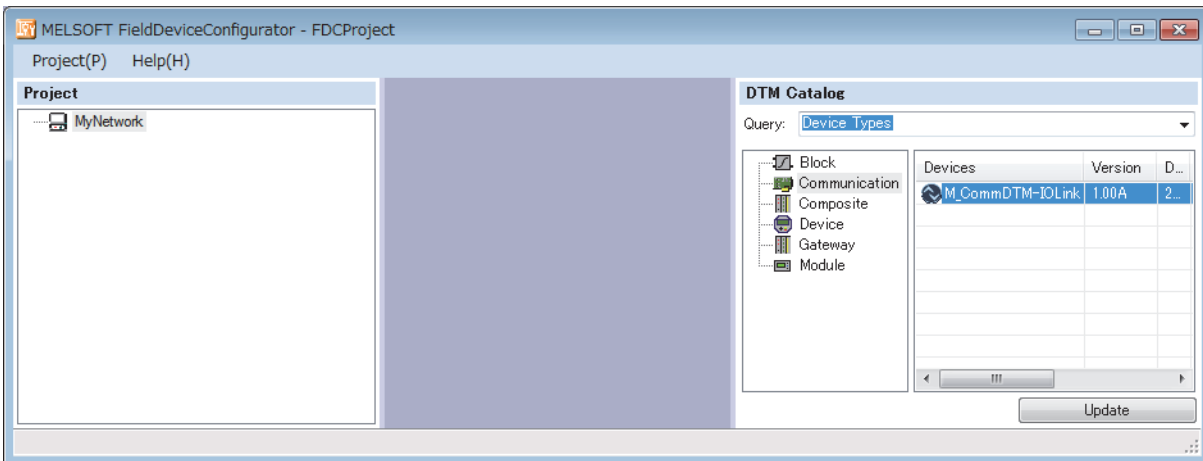 MELSOFT FieldDeviceConfigurator - FDCProject
Project(P) Help(H)
Project
MyNetwork
DTM Catalog
Query: Device Types
Block
Communication
Composite
Device
Gateway
Module
Devices Version D...
M_CommDTM-IOLink 1.00A 2...
Update